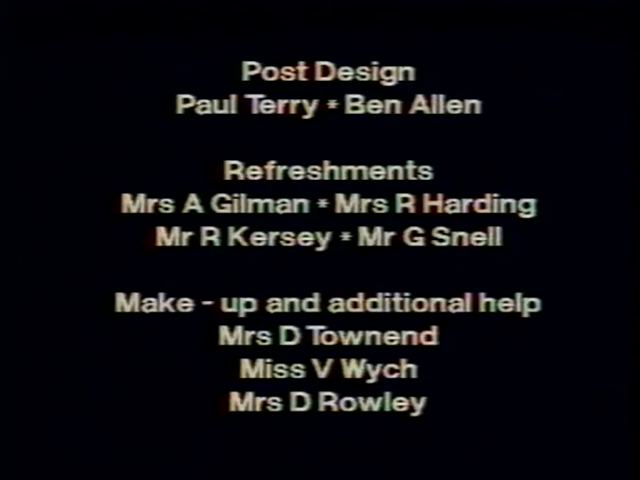 Post Design
Paul Terry * Ben Allen
Refreshments
Mrs A Gilman * Mrs R Harding
Mr R Kersey * Mr G Snell
Make - up and additional help
Mrs D Townend
Miss V Wych
Mrs D Rowley